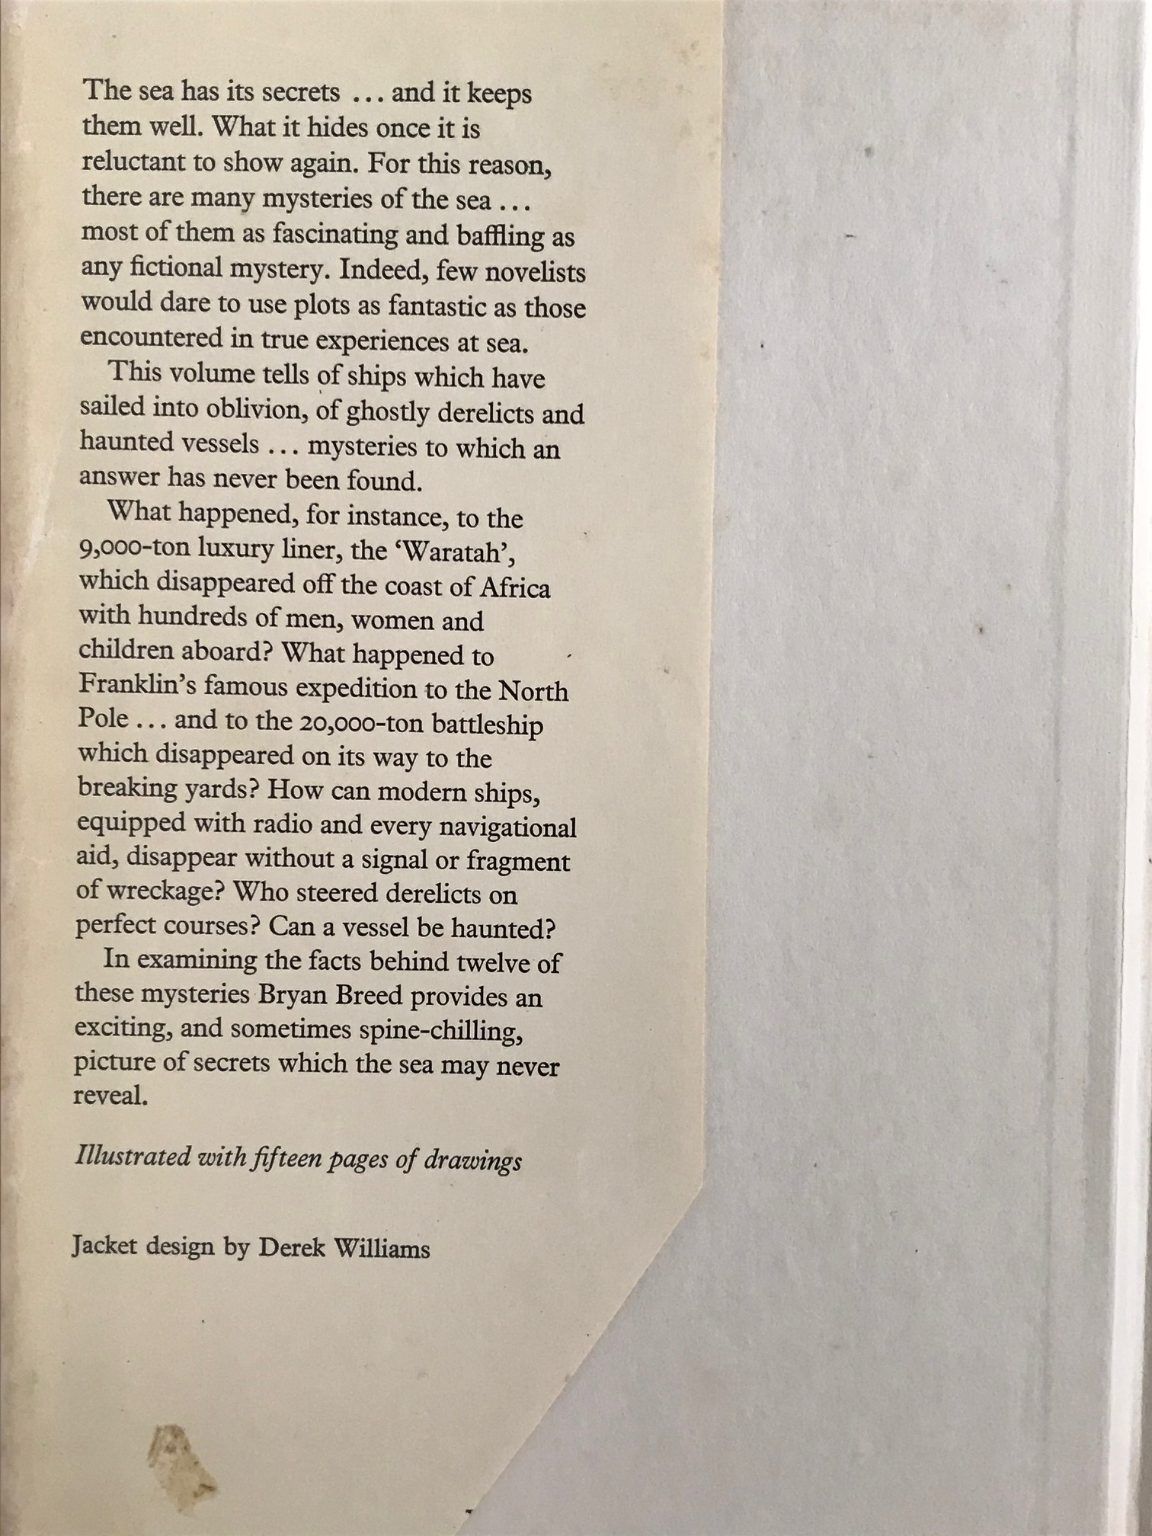 The sea has its secrets ... and it keeps
them well. What it hides once it is
reluctant to show again. For this reason,
there are many mysteries of the sea ...
most of them as fascinating and baffling as
any fictional mystery. Indeed, few novelists
would dare to use plots as fantastic as those
encountered in true experiences at sea.
This volume tells of ships which have
sailed into oblivion, of ghostly derelicts and
haunted vessels ... mysteries to which an
answer has never been found.
What happened, for instance, to the
9,000-ton luxury liner, the ‘Waratah’,
which disappeared off the coast of Africa
with hundreds of men, women and
children aboard? What happened to
Franklin’s famous expedition to the North
Pole ... and to the 20,000-ton battleship
which disappeared on its way to the
breaking yards? How can modern ships,
equipped with radio and every navigational
aid, disappear without a signal or fragment
of wreckage? Who steered derelicts on
perfect courses? Can a vessel be haunted?
In examining the facts behind twelve of
these mysteries Bryan Breed provides an
exciting, and sometimes spine-chilling,
picture of secrets which the sea may never
reveal.
Illustrated with fifteen pages of drawings
Jacket design by Derek Williams